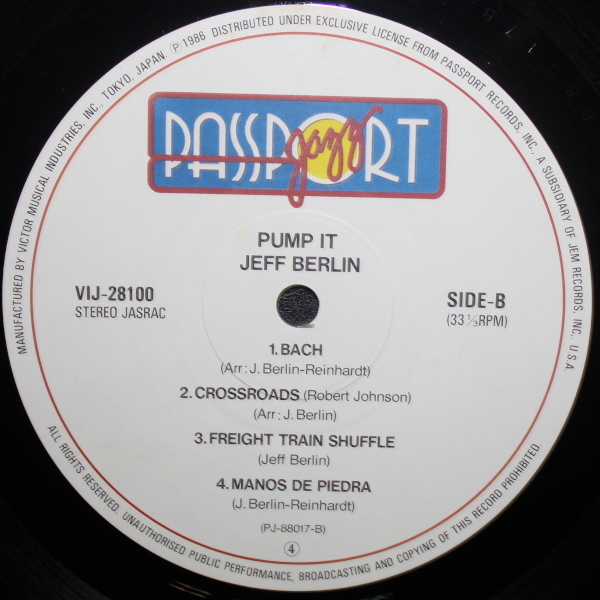 MANUFACTURED BY VICTOR MUSICAL INDUSTRIES, INC., TOKYO, JAPAN. Ⓟ1986 DISTRIBUTED UNDER EXCLUSIVE LICENSE FROM PASSPORT RECORDS, INC., A SUBSIDIARY OF JEM RECORDS, INC., U.S.A.
PASSPORT
jazz
PUMP IT
JEFF BERLIN
VIJ-28100
STEREO JASRAC
SIDE-B
(33⅓RPM)
1. BACH
(Arr: J. Berlin-Reinhardt)
2. CROSSROADS (Robert Johnson)
(Arr: J. Berlin)
3. FREIGHT TRAIN SHUFFLE
(Jeff Berlin)
4. MANOS DE PIEDRA
(J. Berlin-Reinhardt)
(PJ-88017-B)
④
ALL RIGHTS RESERVED. UNAUTHORISED PUBLIC PERFORMANCE, BROADCASTING AND COPYING OF THIS RECORD PROHIBITED.